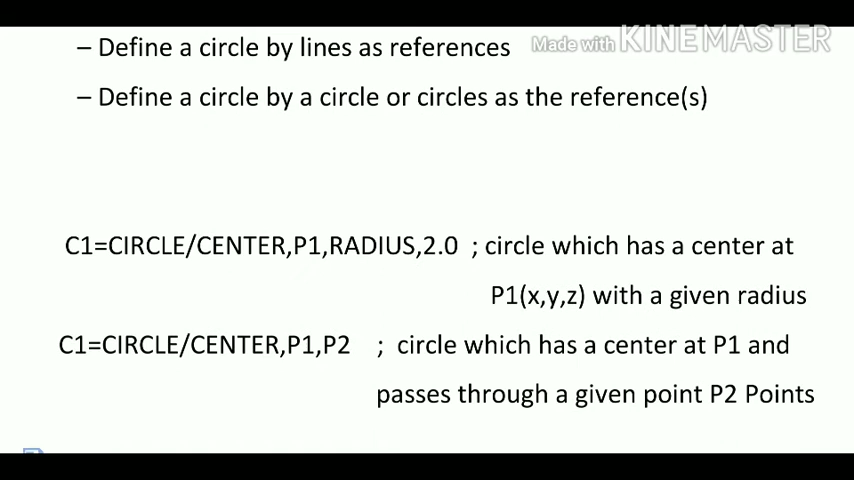 – Define a circle by lines as references
Made with KINEMASTER
– Define a circle by a circle or circles as the reference(s)
C1=CIRCLE/CENTER,P1,RADIUS,2.0 ; circle which has a center at
P1(x,y,z) with a given radius
C1=CIRCLE/CENTER,P1,P2 ; circle which has a center at P1 and
passes through a given point P2 Points